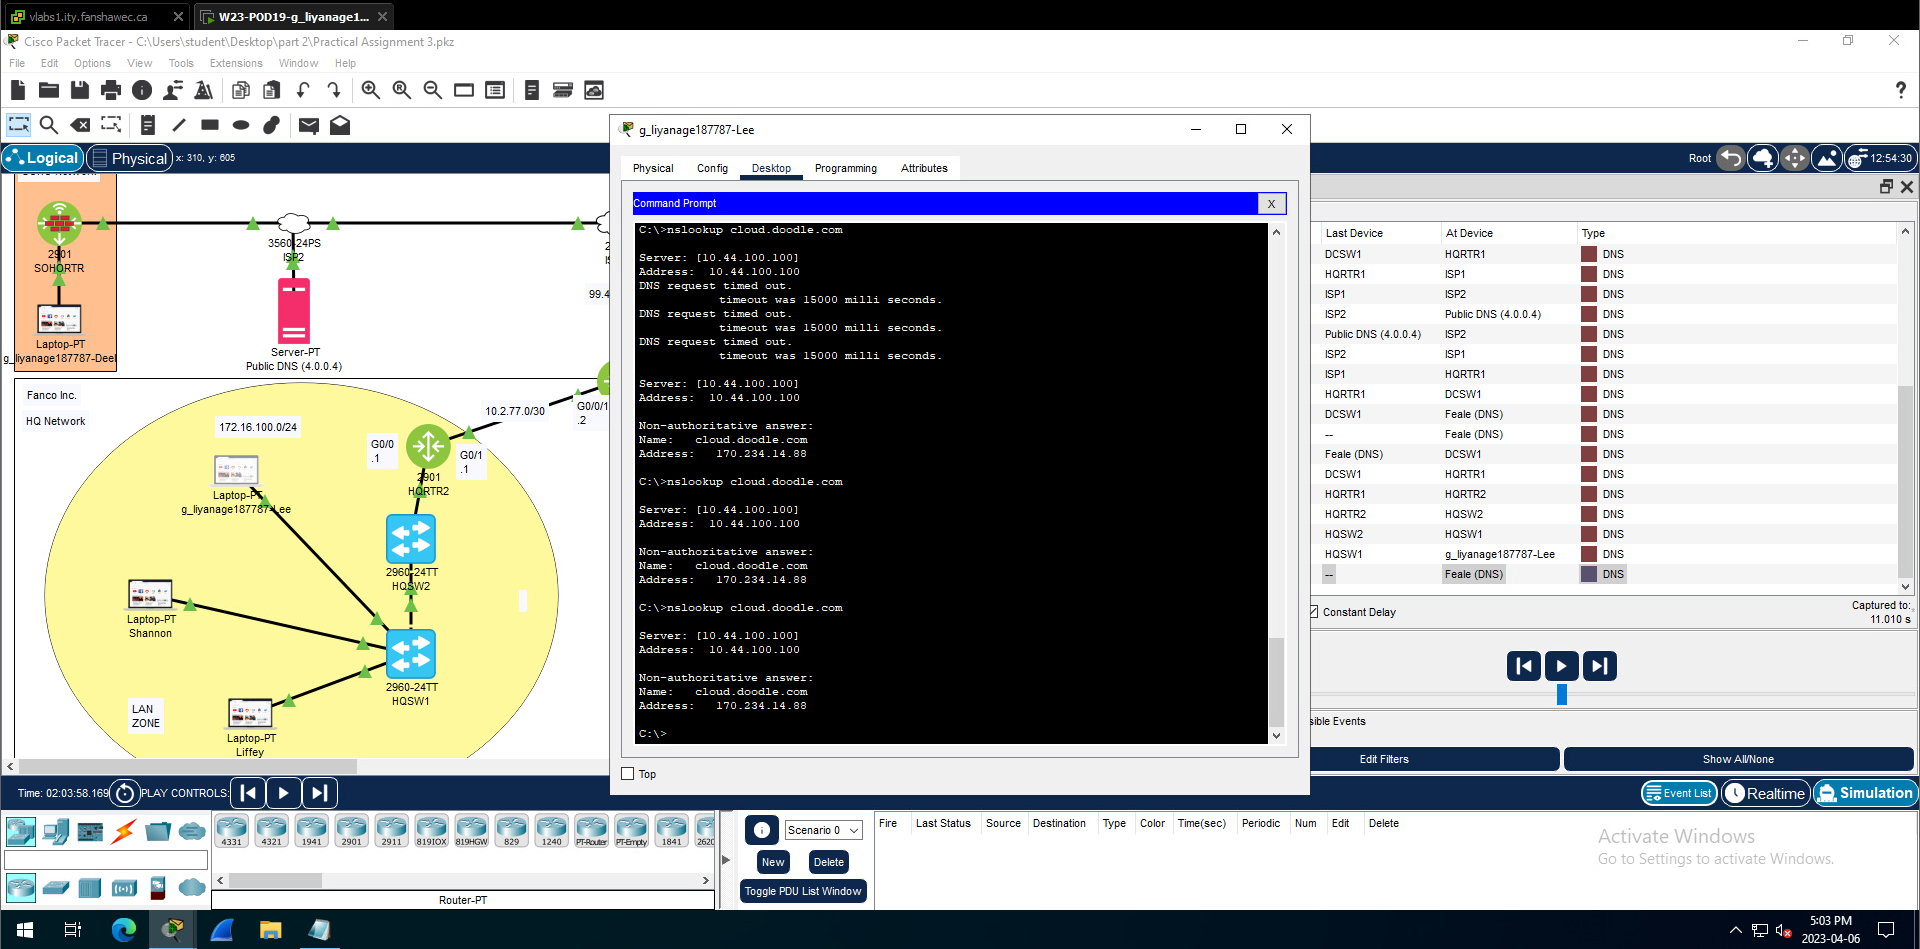 vlabs1.ity.fanshawec.ca
W23-POD19-g_liyanage1...
Cisco Packet Tracer - C:\Users\student\Desktop\part 2\Practical Assignment 3.pkz
File Edit Options View Tools Extensions Window Help
Logical
Physical
x: 310, y: 605
Root
12:54:30
2901
SOHORTR
Laptop-PT
g_liyanage187787-Deel
3560-24PS
ISP2
Server-PT
Public DNS (4.0.0.4)
99.4
Fanco Inc.
HQ Network
172.16.100.0/24
10.2.77.0/30
G0/0/1
.2
G0/0
.1
G0/1
.1
2901
HQRTR2
Laptop-PT
g_liyanage187787-Lee
2960-24TT
HQSW2
Laptop-PT
Shannon
2960-24TT
HQSW1
LAN
ZONE
Laptop-PT
Liffey
g_liyanage187787-Lee
Physical Config Desktop Programming Attributes
Command Prompt
X
C:\>nslookup cloud.doodle.com
Server: [10.44.100.100]
Address: 10.44.100.100
DNS request timed out.
timeout was 15000 milli seconds.
DNS request timed out.
timeout was 15000 milli seconds.
DNS request timed out.
timeout was 15000 milli seconds.
Server: [10.44.100.100]
Address: 10.44.100.100
Non-authoritative answer:
Name: cloud.doodle.com
Address: 170.234.14.88
C:\>nslookup cloud.doodle.com
Server: [10.44.100.100]
Address: 10.44.100.100
Non-authoritative answer:
Name: cloud.doodle.com
Address: 170.234.14.88
C:\>nslookup cloud.doodle.com
Server: [10.44.100.100]
Address: 10.44.100.100
Non-authoritative answer:
Name: cloud.doodle.com
Address: 170.234.14.88
C:\>
Top
Last Device At Device Type
DCSW1 HQRTR1 DNS
HQRTR1 ISP1 DNS
ISP1 ISP2 DNS
ISP2 Public DNS (4.0.0.4) DNS
Public DNS (4.0.0.4) ISP2 DNS
ISP2 ISP1 DNS
ISP1 HQRTR1 DNS
HQRTR1 DCSW1 DNS
DCSW1 Feale (DNS) DNS
-- Feale (DNS) DNS
Feale (DNS) DCSW1 DNS
DCSW1 HQRTR1 DNS
HQRTR1 HQRTR2 DNS
HQRTR2 HQSW2 DNS
HQSW2 HQSW1 DNS
HQSW1 g_liyanage187787-Lee DNS
-- Feale (DNS) DNS
Constant Delay
Captured to:
11.010 s
sible Events
Edit Filters
Show All/None
Time: 02:03:58.169
PLAY CONTROLS:
Event List
Realtime
Simulation
4331 4321 1941 2901 2911 819IOX 819HGW 829 1240 PT-Router PT-Empty 1841 2620
Router-PT
Scenario 0
New
Delete
Toggle PDU List Window
Fire Last Status Source Destination Type Color Time(sec) Periodic Num Edit Delete
Activate Windows
Go to Settings to activate Windows.
5:03 PM
2023-04-06